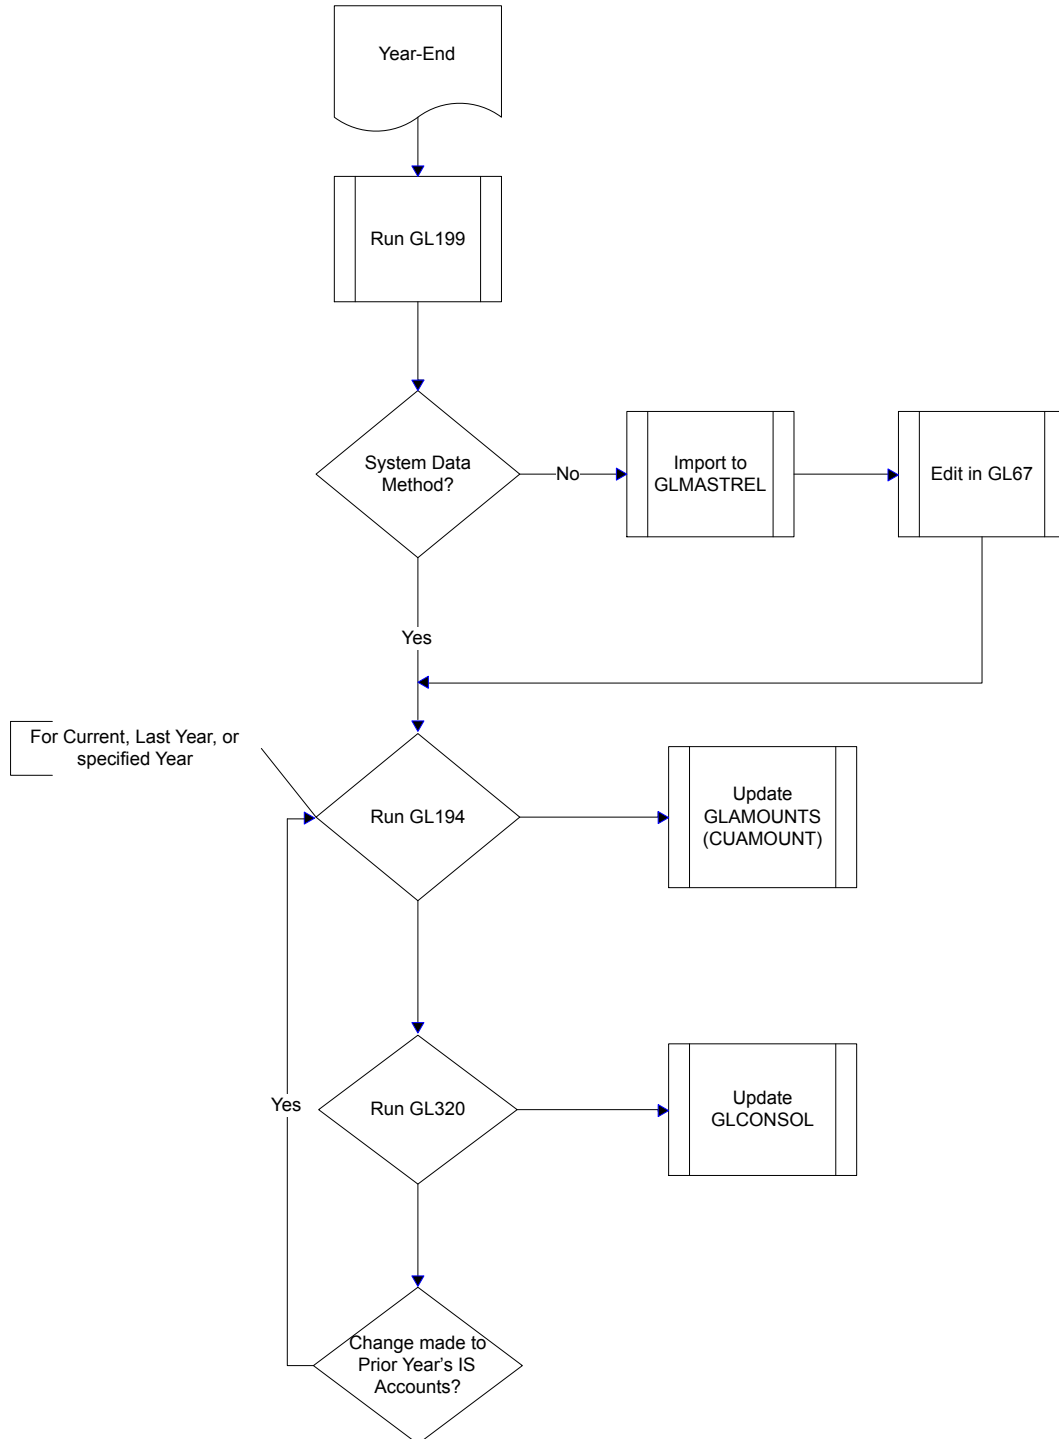 Year-End
Run GL199
System Data
Method?
No
Import to
GLMASTREL
Edit in GL67
Yes
For Current, Last Year, or
specified Year
Run GL194
Update
GLAMOUNTS
(CUAMOUNT)
Yes
Run GL320
Update
GLCONSOL
Change made to
Prior Year's IS
Accounts?